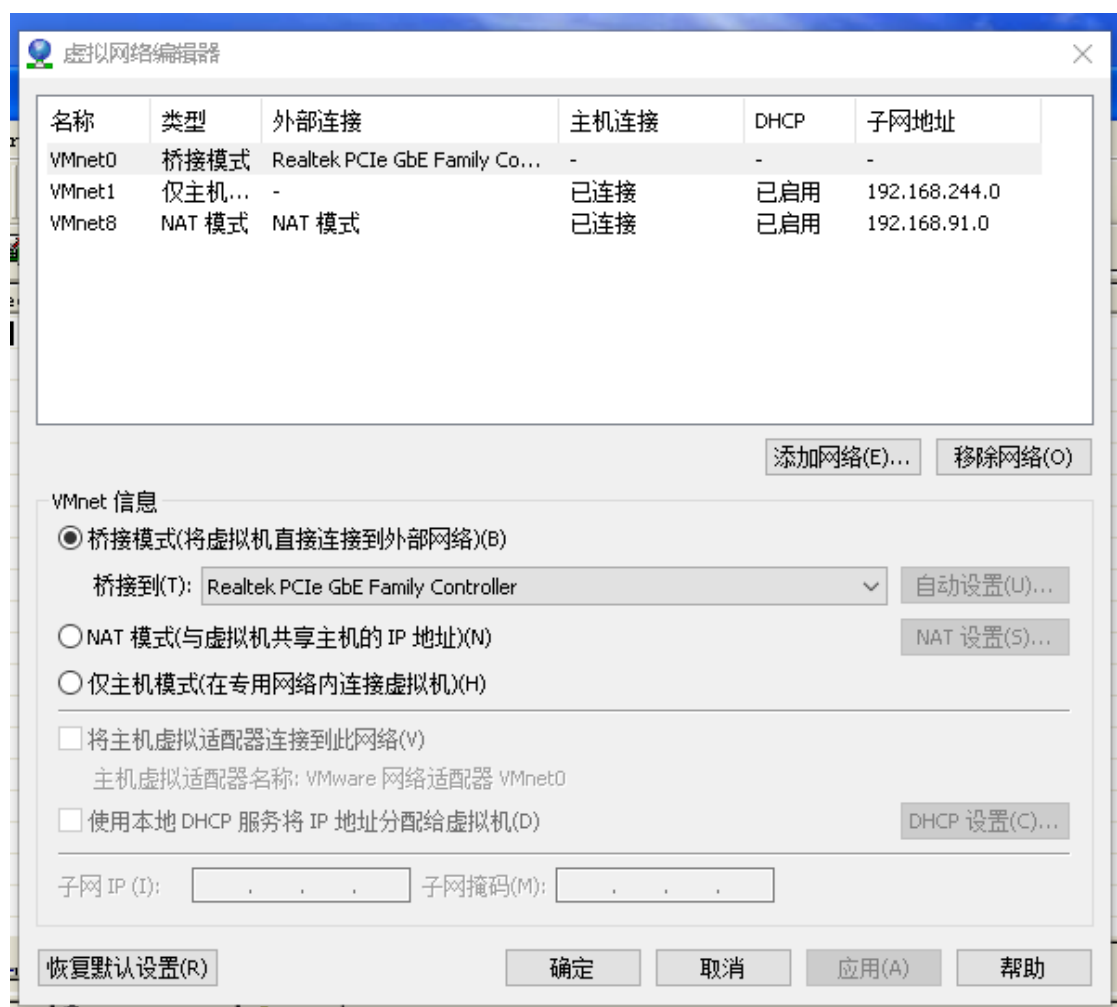 虚拟网络编辑器
名称 类型 外部连接 主机连接 DHCP 子网地址
VMnet0 桥接模式 Realtek PCIe GbE Family Co... - - -
VMnet1 仅主机... - 已连接 已启用 192.168.244.0
VMnet8 NAT 模式 NAT 模式 已连接 已启用 192.168.91.0
添加网络(E)... 移除网络(O)
VMnet 信息
桥接模式(将虚拟机直接连接到外部网络)(B)
桥接到(T): Realtek PCIe GbE Family Controller 自动设置(U)...
NAT 模式(与虚拟机共享主机的 IP 地址)(N) NAT 设置(S)...
仅主机模式(在专用网络内连接虚拟机)(H)
将主机虚拟适配器连接到此网络(V)
主机虚拟适配器名称: VMware 网络适配器 VMnet0
使用本地 DHCP 服务将 IP 地址分配给虚拟机(D) DHCP 设置(C)...
子网 IP (I): . . . 子网掩码(M): . . .
恢复默认设置(R) 确定 取消 应用(A) 帮助